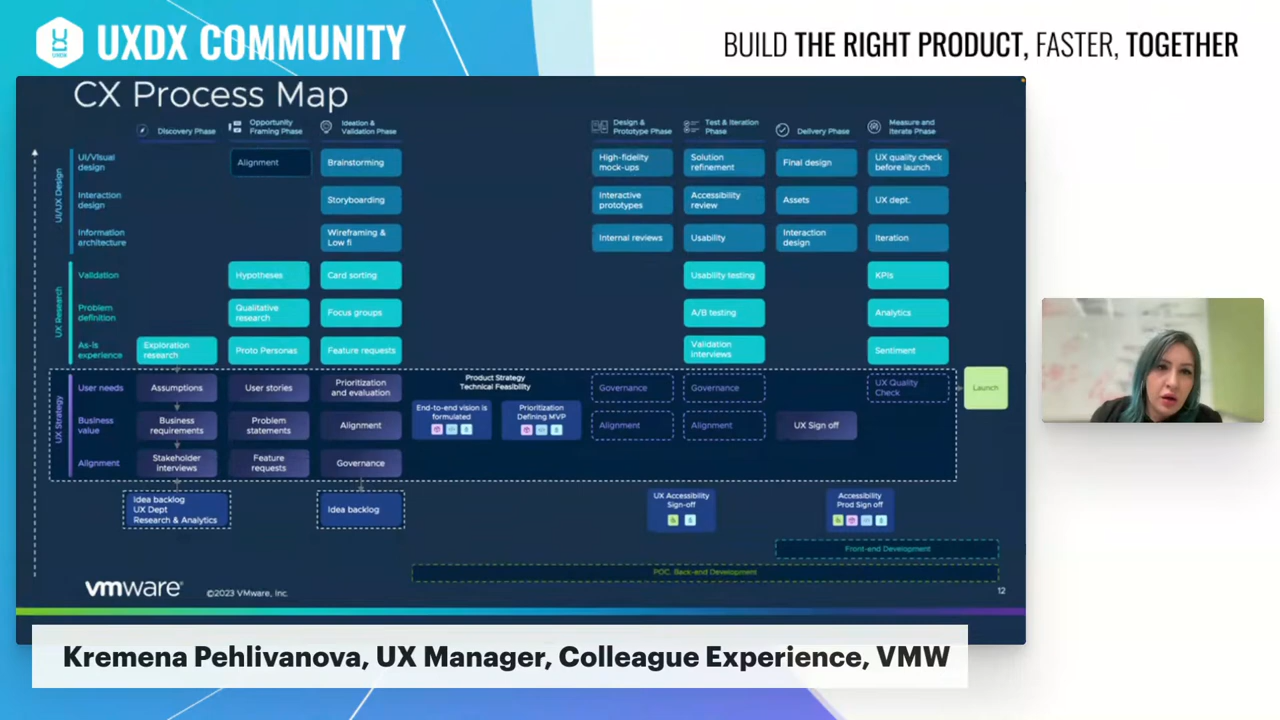 UXDX COMMUNITY
BUILD THE RIGHT PRODUCT, FASTER, TOGETHER
CX Process Map
Discovery Phase
Opportunity
Framing Phase
Ideation &
Validation Phase
Design &
Prototype Phase
Test & Iteration
Phase
Delivery Phase
Measure and
Iterate Phase
UI/UX Design
UI/Visual
design
Alignment
Brainstorming
High-fidelity
mock-ups
Solution
refinement
Final design
UX quality check
before launch
Interaction
design
Storyboarding
Interactive
prototypes
Accessibility
review
Assets
UX dept.
Information
architecture
Wireframing &
Low fi
Internal reviews
Usability
Interaction
design
Iteration
UX Research
Validation
Hypotheses
Card sorting
Usability testing
KPIs
Problem
definition
Qualitative
research
Focus groups
A/B testing
Analytics
As-is
experience
Exploration
research
Proto Personas
Feature requests
Validation
interviews
Sentiment
UX Strategy
User needs
Assumptions
User stories
Prioritization
and evaluation
Product Strategy
Technical Feasibility
Governance
Governance
UX Quality
Check
Launch
Business
value
Business
requirements
Problem
statements
Alignment
End-to-end vision is
formulated
Prioritization
Defining MVP
Alignment
Alignment
UX Sign off
Alignment
Stakeholder
interviews
Feature
requests
Governance
Idea backlog
UX Dept
Research & Analytics
Idea backlog
UX Accessibility
Sign-off
Accessibility
Prod Sign off
Front-end Development
POC, Back-end Development
vmware®
©2023 VMware, Inc.
12
Kremena Pehlivanova, UX Manager, Colleague Experience, VMW